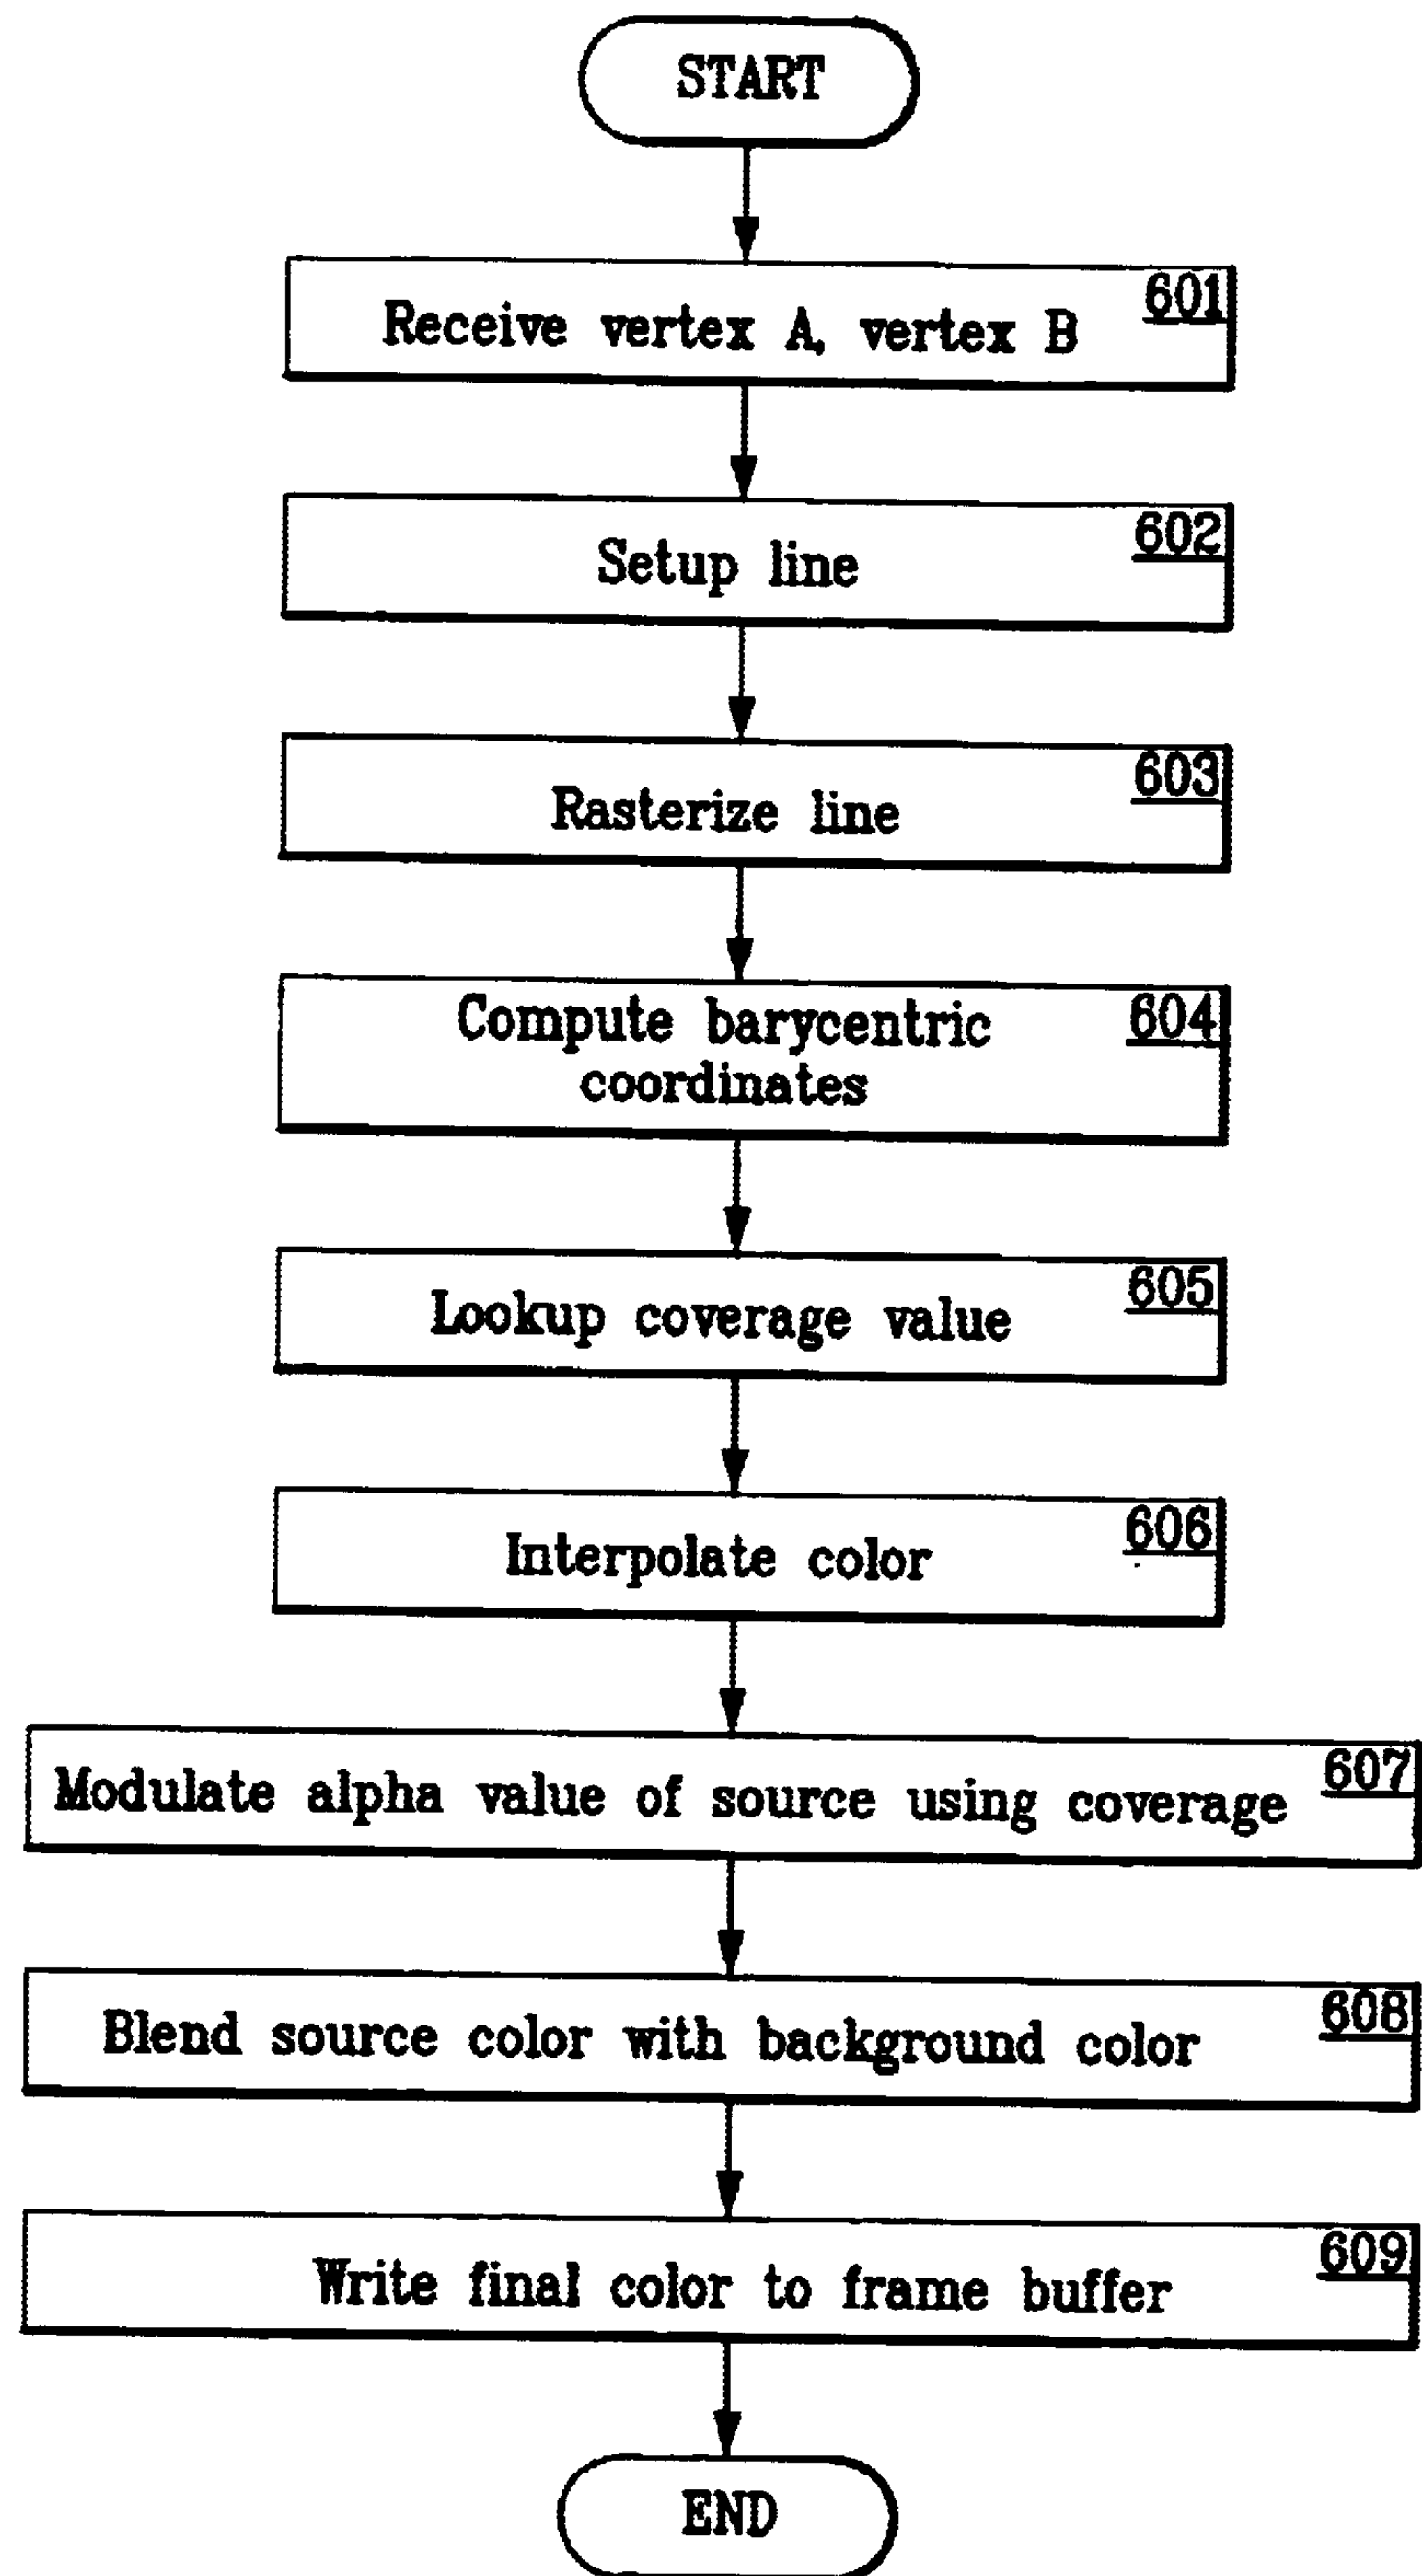 START
601
Receive vertex A, vertex B
602
Setup line
603
Rasterize line
604
Compute barycentric
coordinates
605
Lookup coverage value
606
Interpolate color
607
Modulate alpha value of source using coverage
608
Blend source color with background color
609
Write final color to frame buffer
END